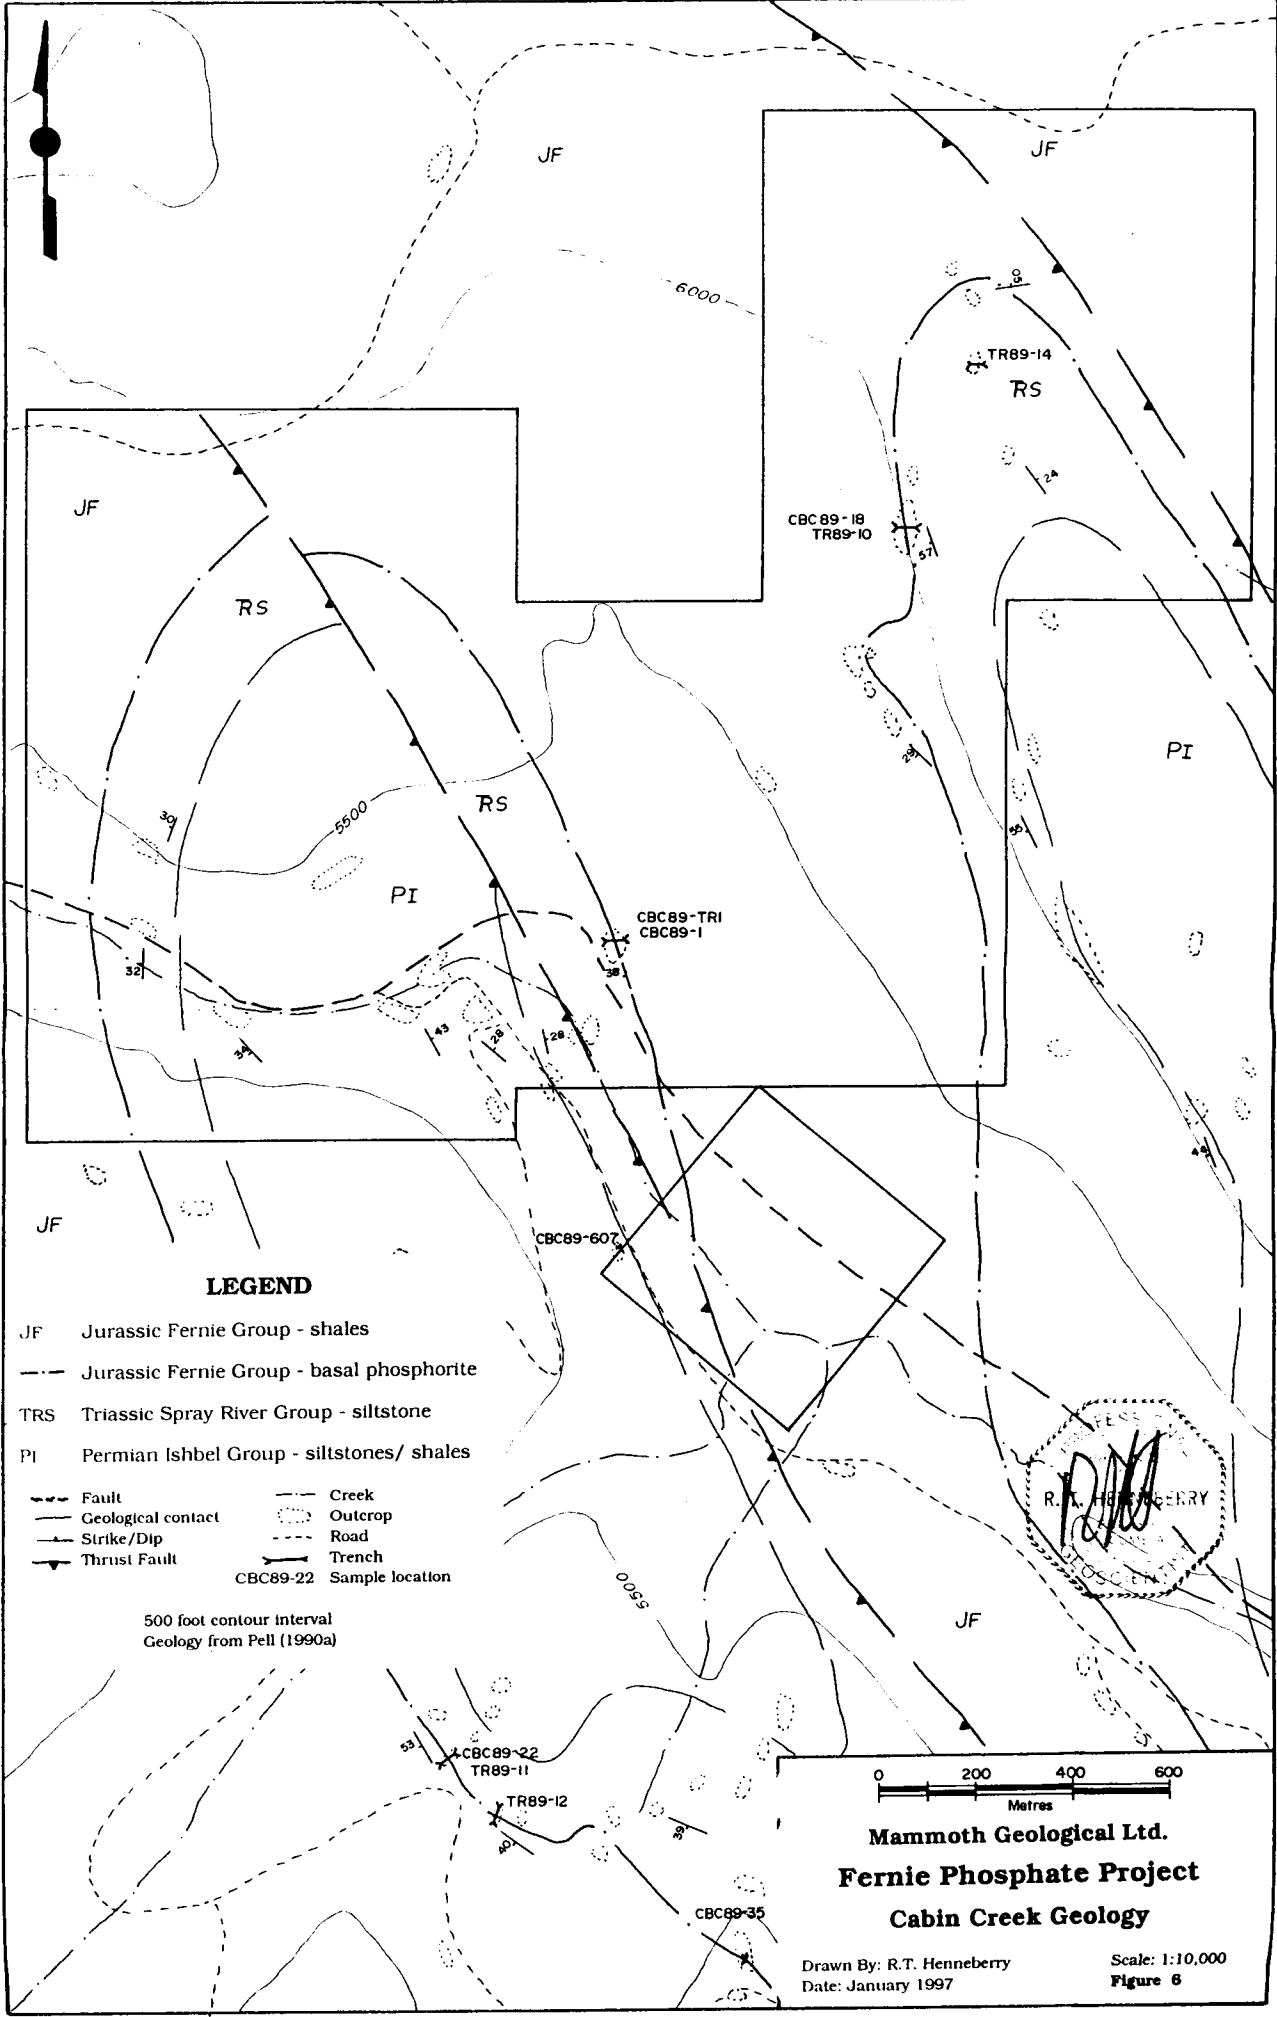 JF
JF
6000
05
TR89-14
TRS
24
JF
CBC89-18
TR89-10
57
TRS
29
PI
TRS
5500
30
55
PI
CBC89-TR1
CBC89-1
38
32
43
28
28
34
JF
CBC89-607
LEGEND
JF Jurassic Fernie Group - shales
Jurassic Fernie Group - basal phosphorite
TRS Triassic Spray River Group - siltstone
PI Permian Ishbel Group - siltstones/ shales
Fault
Creek
Geological contact
Outcrop
Strike/Dip
Road
Thrust Fault
Trench
CBC89-22 Sample location
500 foot contour interval
Geology from Pell (1990a)
R.T. HENNEBERRY
5500
JF
53
CBC89-22
TR89-11
TR89-12
40
39
CBC89-35
0 200 400 600
Metres
Mammoth Geological Ltd.
Fernie Phosphate Project
Cabin Creek Geology
Drawn By: R.T. Henneberry
Scale: 1:10,000
Date: January 1997
Figure 6